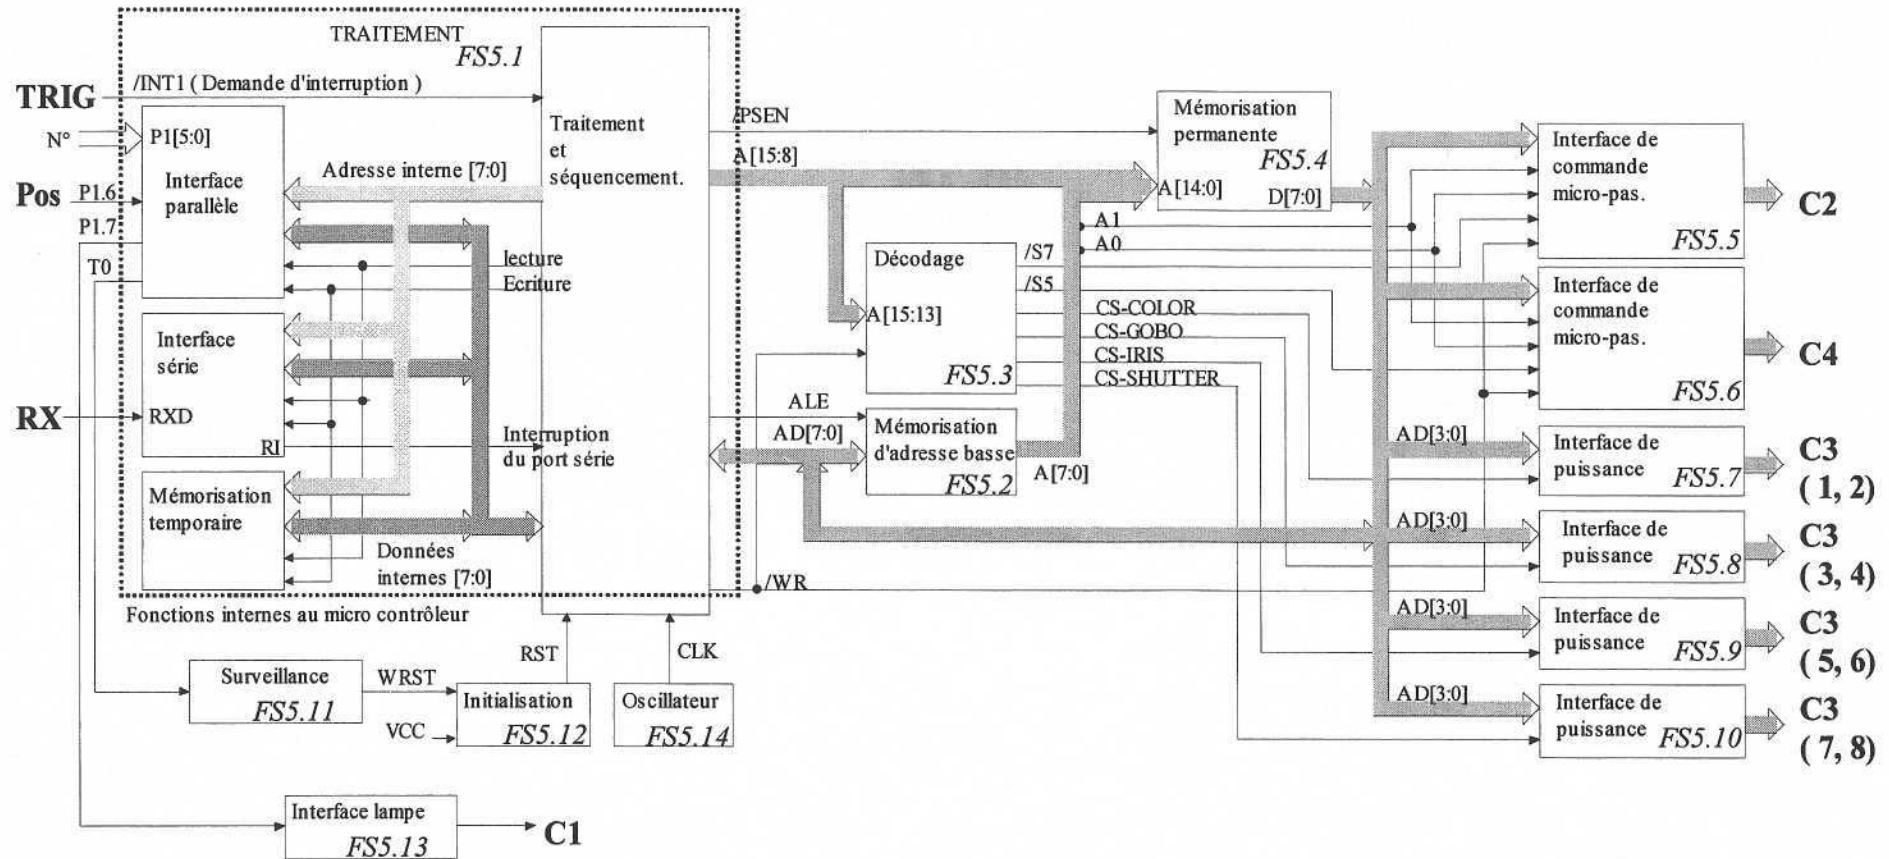 TRAITEMENT
FS5.1
/INT1 ( Demande d'interruption )
TRIG
N°
P1[5:0]
Interface
parallèle
Pos
P1.6
P1.7
T0
Adresse interne [7:0]
lecture
Ecriture
Traitement
et
séquencement.
Interface
série
RXD
RX
RI
Interruption
du port série
Mémorisation
temporaire
Données
internes [7:0]
Fonctions internes au micro contrôleur
/PSEN
A[15:8]
Mémorisation
permanente
FS5.4
A[14:0]
D[7:0]
A1
A0
Décodage
A[15:13]
FS5.3
/S7
/S5
CS-COLOR
CS-GOBO
CS-IRIS
CS-SHUTTER
ALE
AD[7:0]
Mémorisation
d'adresse basse
FS5.2
A[7:0]
/WR
Interface de
commande
micro-pas.
FS5.5
C2
Interface de
commande
micro-pas.
FS5.6
C4
AD[3:0]
Interface de
puissance
FS5.7
C3
( 1, 2)
AD[3:0]
Interface de
puissance
FS5.8
C3
( 3, 4)
AD[3:0]
Interface de
puissance
FS5.9
C3
( 5, 6)
AD[3:0]
Interface de
puissance
FS5.10
C3
( 7, 8)
RST
CLK
Surveillance
FS5.11
WRST
VCC
Initialisation
FS5.12
Oscillateur
FS5.14
Interface lampe
FS5.13
C1